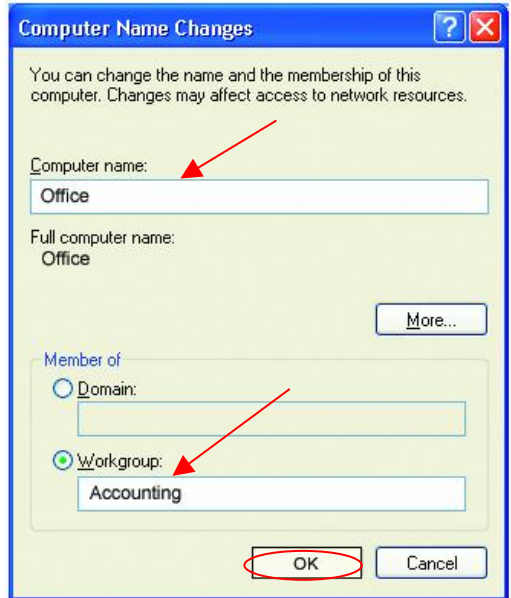 Computer Name Changes
You can change the name and the membership of this
computer. Changes may affect access to network resources.
Computer name:
Office
Full computer name:
Office
More...
Member of
Domain:
Workgroup:
Accounting
OK Cancel